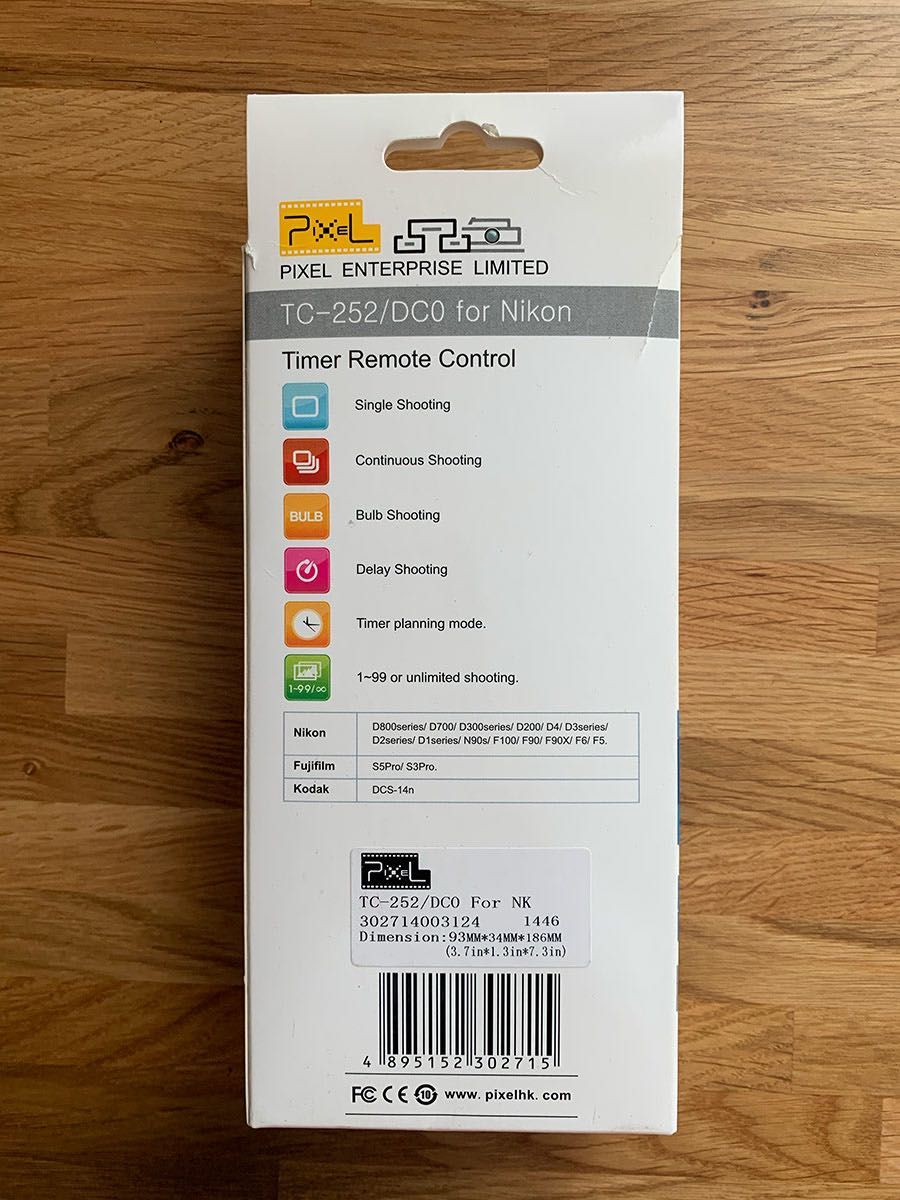 PIXEL
PIXEL ENTERPRISE LIMITED
TC-252/DC0 for Nikon
Timer Remote Control
Single Shooting
Continuous Shooting
BULB Bulb Shooting
Delay Shooting
Timer planning mode.
1-99/∞ 1~99 or unlimited shooting.
Nikon D800series/ D700/ D300series/ D200/ D4/ D3series/
D2series/ D1series/ N90s/ F100/ F90/ F90X/ F6/ F5.
Fujifilm S5Pro/ S3Pro.
Kodak DCS-14n
PIXEL
TC-252/DC0 For NK
302714003124 1446
Dimension:93MM*34MM*186MM
(3.7in*1.3in*7.3in)
4 895152 302715
FC CE 10 www. pixelhk. com